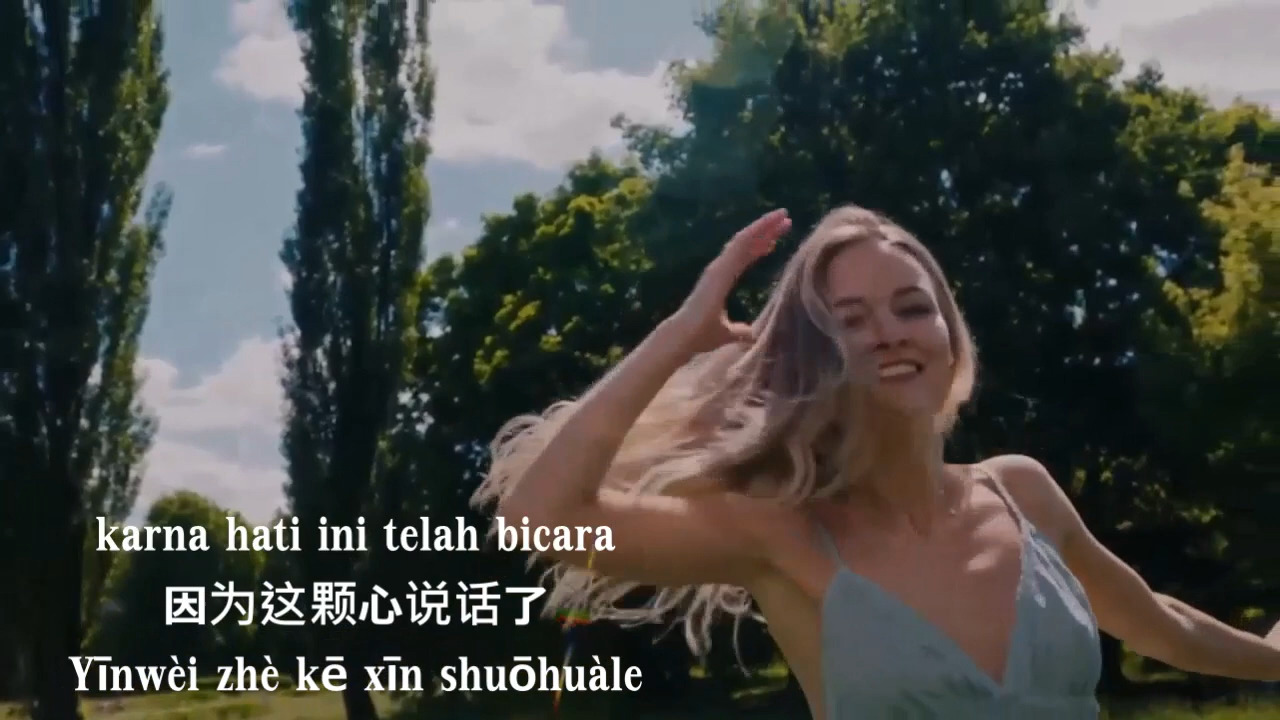 karna hati ini telah bicara
因为这颗心说话了
Yīnwèi zhè kē xīn shuōhuàle